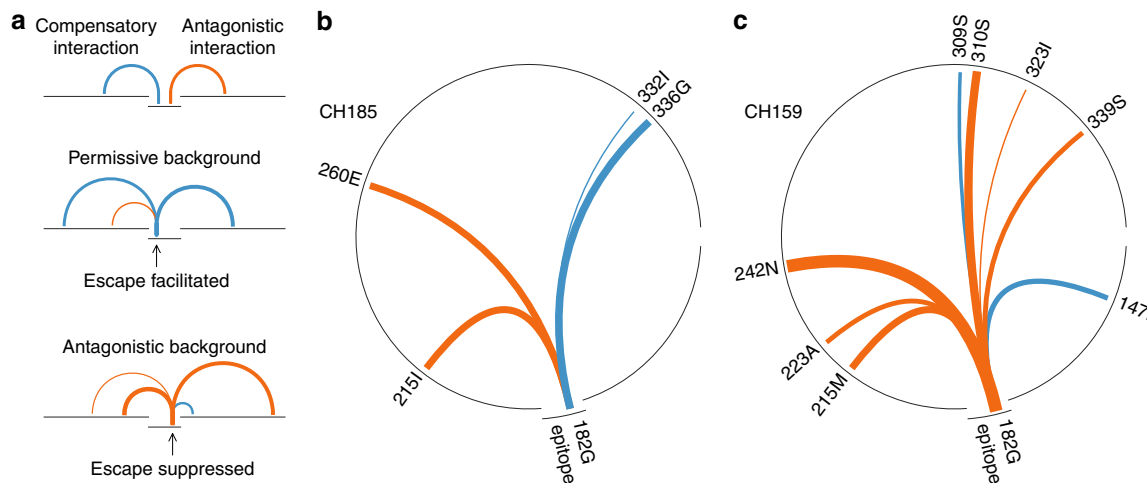 a
Compensatory
interaction
Antagonistic
interaction
Permissive background
Escape facilitated
Antagonistic background
Escape suppressed
b
CH185
332I
336G
260E
215I
182G
epitope
c
CH159
309S
310S
323I
339S
242N
147
223A
215M
182G
epitope